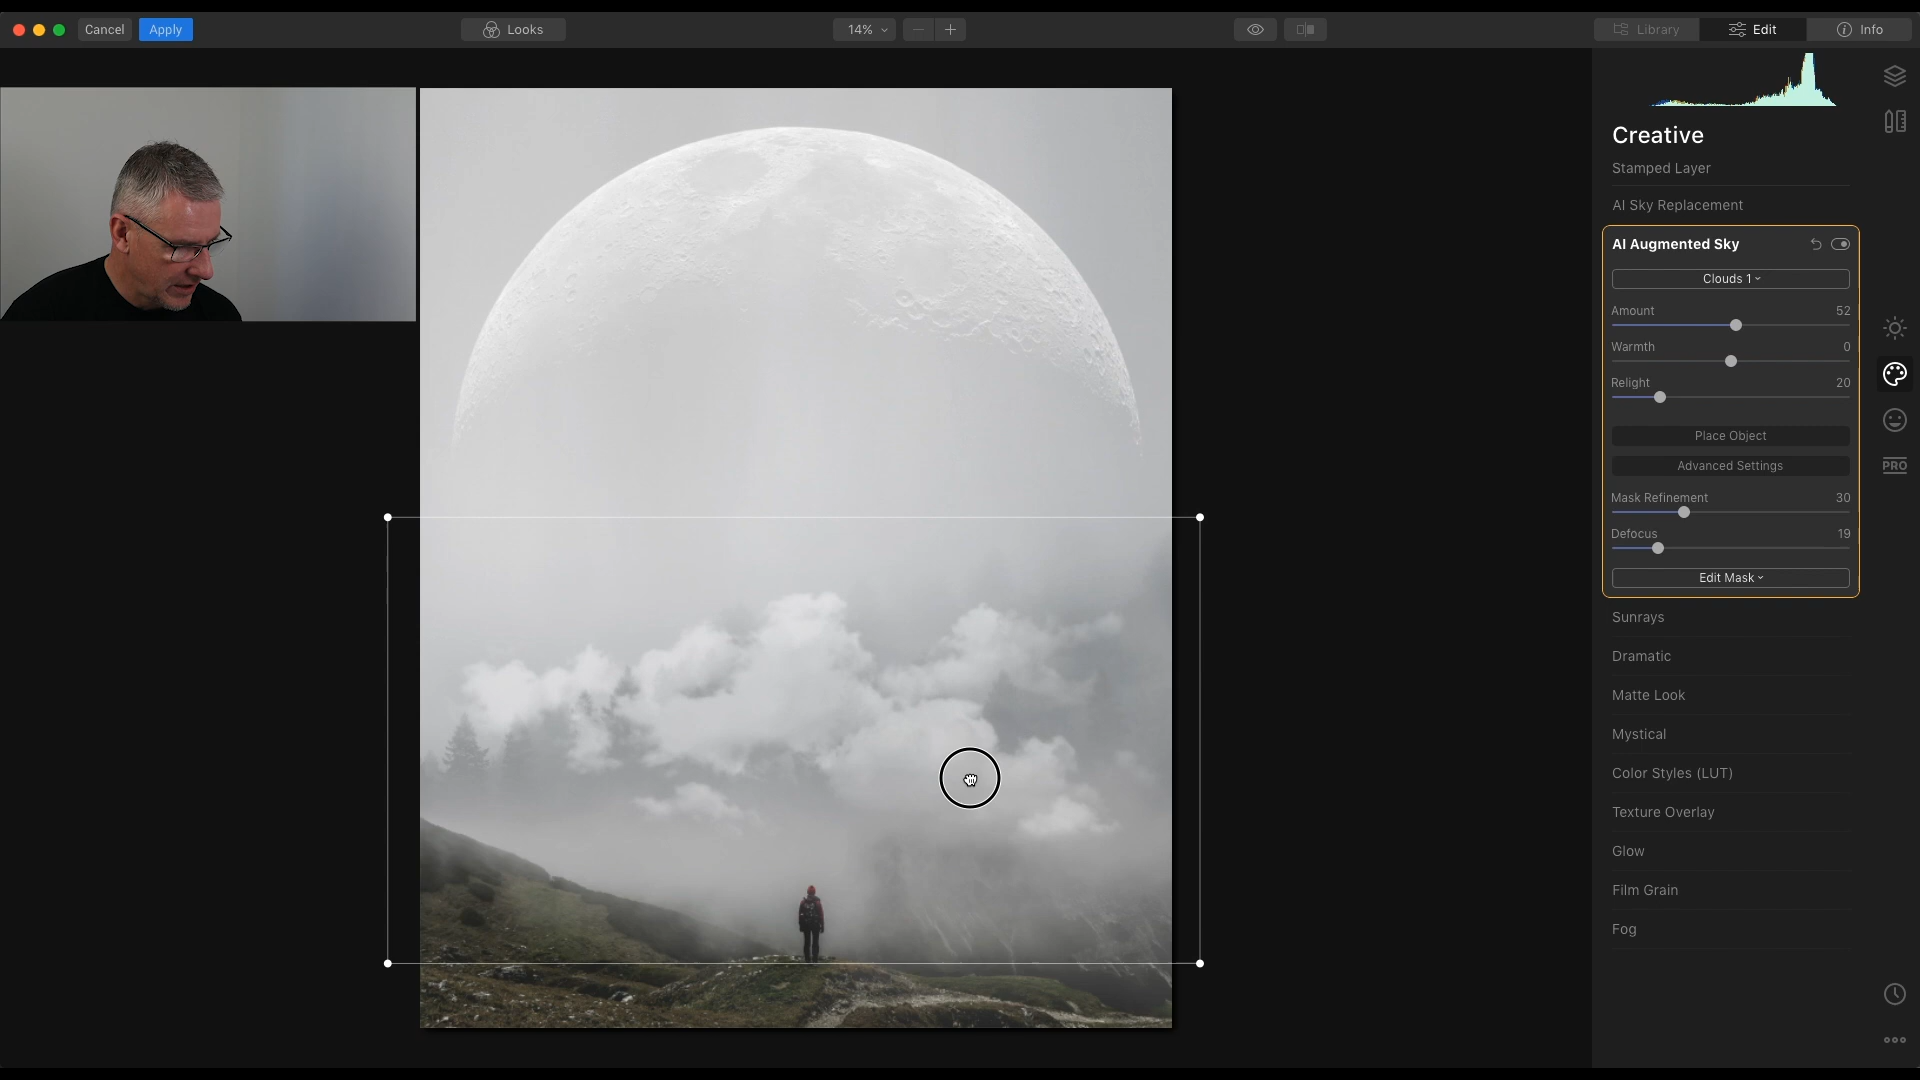 Cancel
Apply
Looks
14%
Library
Edit
Info
Creative
Stamped Layer
AI Sky Replacement
AI Augmented Sky
Clouds 1
Amount 52
Warmth 0
Relight 20
Place Object
Advanced Settings
Mask Refinement 30
Defocus 19
Edit Mask
Sunrays
Dramatic
Matte Look
Mystical
Color Styles (LUT)
Texture Overlay
Glow
Film Grain
Fog
PRO